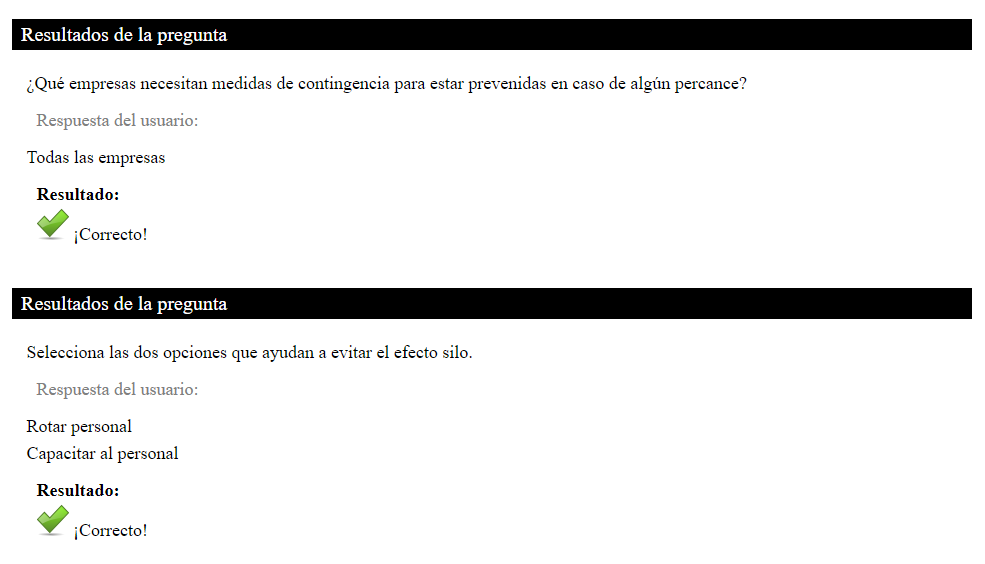 Resultados de la pregunta
¿Qué empresas necesitan medidas de contingencia para estar prevenidas en caso de algún percance?
Respuesta del usuario:
Todas las empresas
Resultado:
¡Correcto!
Resultados de la pregunta
Selecciona las dos opciones que ayudan a evitar el efecto silo.
Respuesta del usuario:
Rotar personal
Capacitar al personal
Resultado:
¡Correcto!